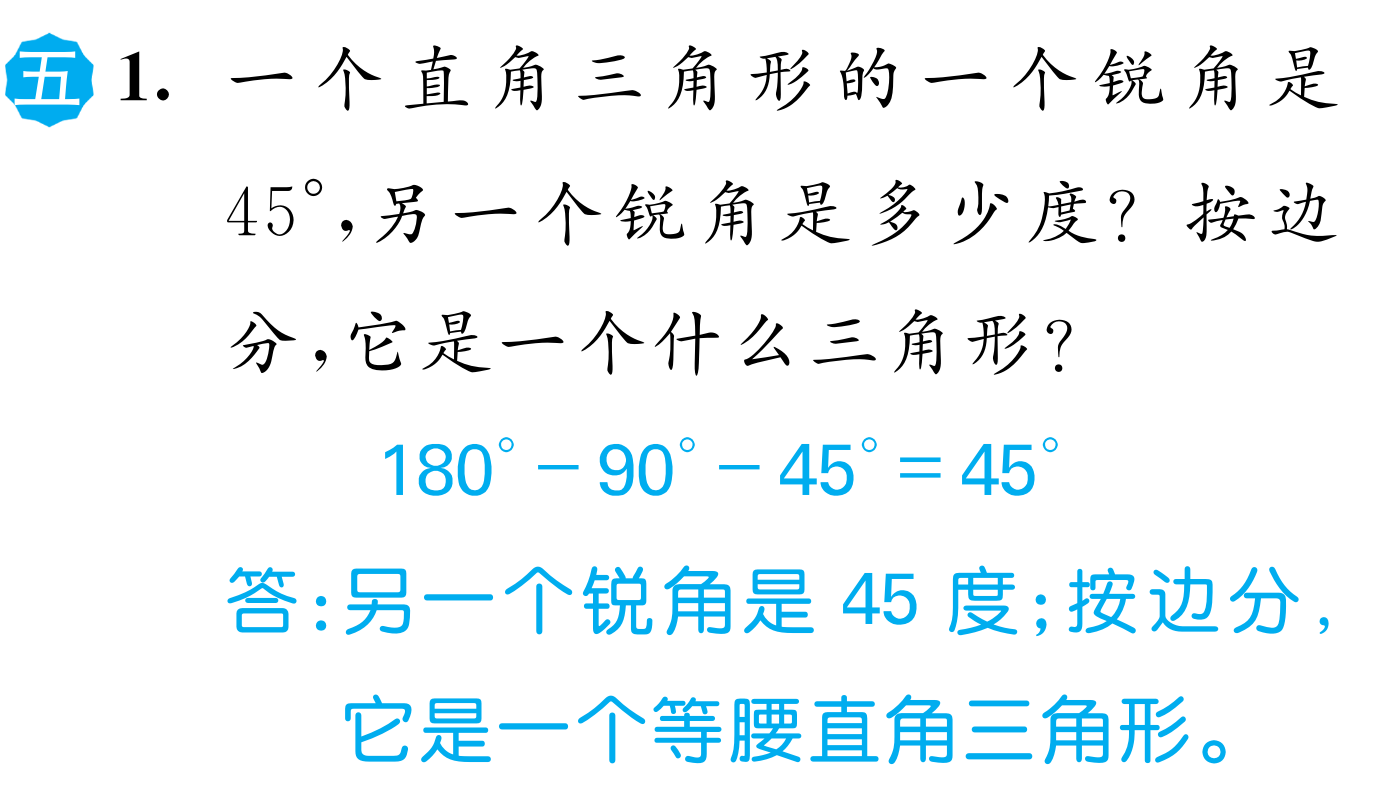 五 1. 一个直角三角形的一个锐角是
45°,另一个锐角是多少度? 按边
分,它是一个什么三角形?
180°-90°-45°=45°
答:另一个锐角是 45 度;按边分,
它是一个等腰直角三角形。